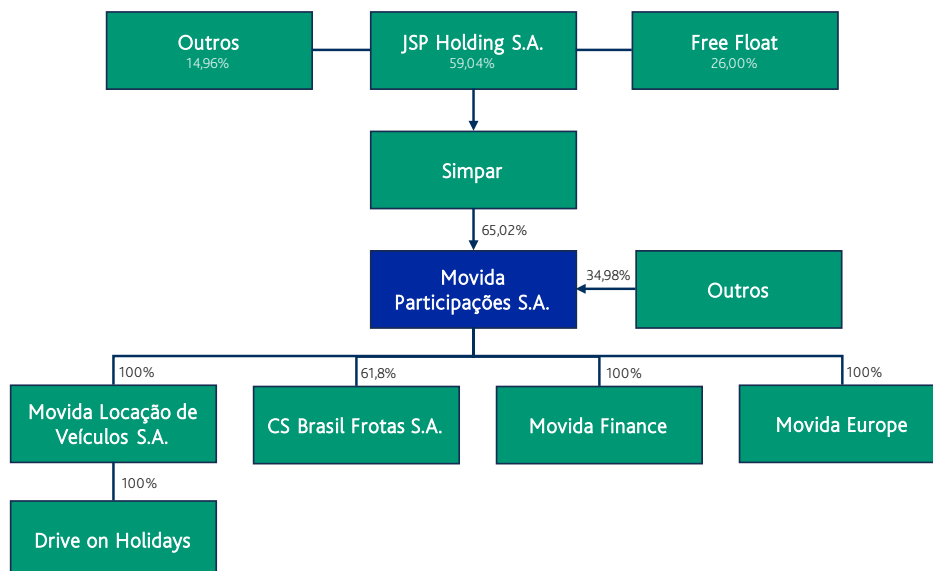 Outros
14,96%
JSP Holding S.A.
59,04%
Free Float
26,00%
Simpar
65,02%
Movida
Participações S.A.
34,98%
Outros
100%
61,8%
100%
100%
Movida Locação de
Veículos S.A.
CS Brasil Frotas S.A.
Movida Finance
Movida Europe
100%
Drive on Holidays